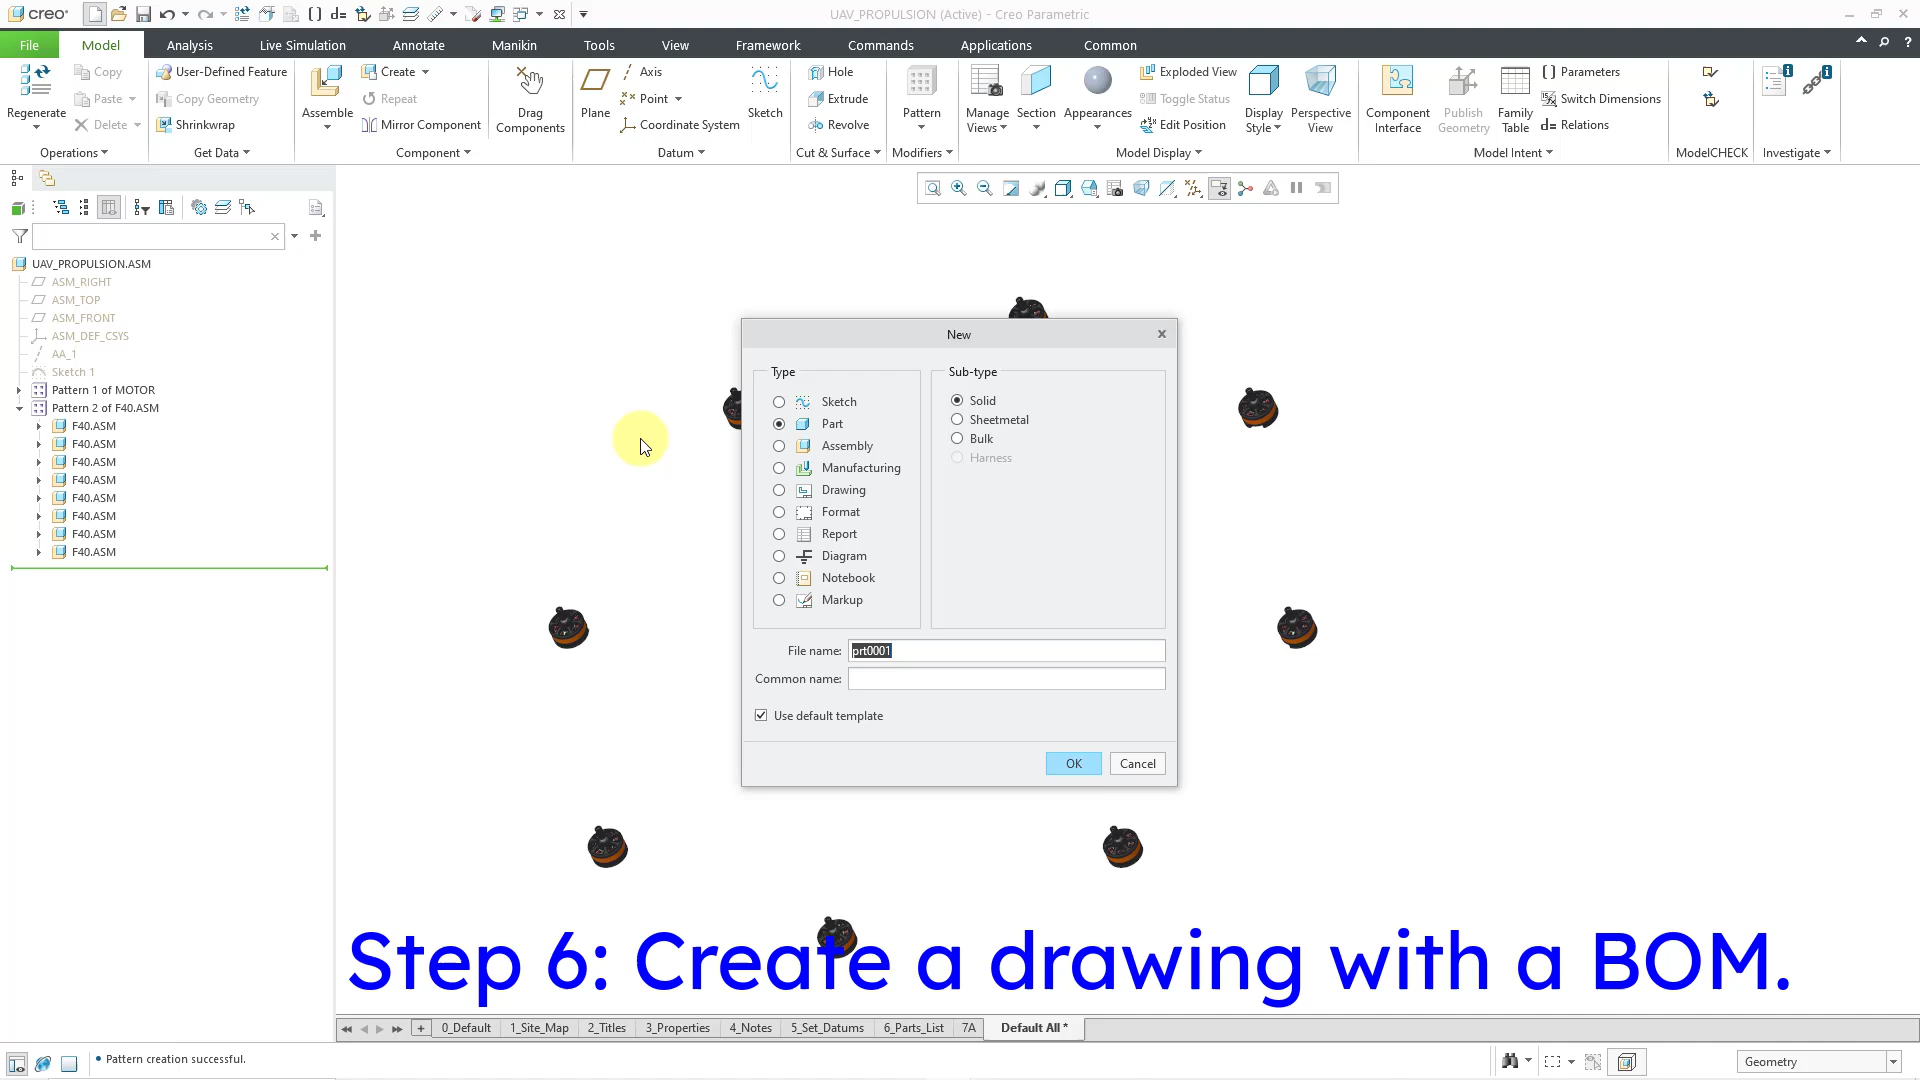 creo
UAV_PROPULSION (Active) - Creo Parametric
File
Model
Analysis
Live Simulation
Annotate
Manikin
Tools
View
Framework
Commands
Applications
Common
Regenerate
Copy
Paste
Delete
Operations
User-Defined Feature
Copy Geometry
Shrinkwrap
Get Data
Assemble
Create
Repeat
Mirror Component
Component
Drag
Components
Plane
Axis
Point
Coordinate System
Sketch
Datum
Hole
Extrude
Revolve
Cut & Surface
Pattern
Modifiers
Manage
Views
Section
Appearances
Exploded View
Toggle Status
Edit Position
Display
Style
Perspective
View
Model Display
Component
Interface
Publish
Geometry
Family
Table
Parameters
Switch Dimensions
d= Relations
Model Intent
ModelCHECK
Investigate
UAV_PROPULSION.ASM
ASM_RIGHT
ASM_TOP
ASM_FRONT
ASM_DEF_CSYS
AA_1
Sketch 1
Pattern 1 of MOTOR
Pattern 2 of F40.ASM
F40.ASM
F40.ASM
F40.ASM
F40.ASM
F40.ASM
F40.ASM
F40.ASM
F40.ASM
New
Type
Sketch
Part
Assembly
Manufacturing
Drawing
Format
Report
Diagram
Notebook
Markup
Sub-type
Solid
Sheetmetal
Bulk
Harness
File name: prt0001
Common name:
Use default template
OK
Cancel
Step 6: Create a drawing with a BOM.
0_Default
1_Site_Map
2_Titles
3_Properties
4_Notes
5_Set_Datums
6_Parts_List
7A
Default All *
• Pattern creation successful.
Geometry